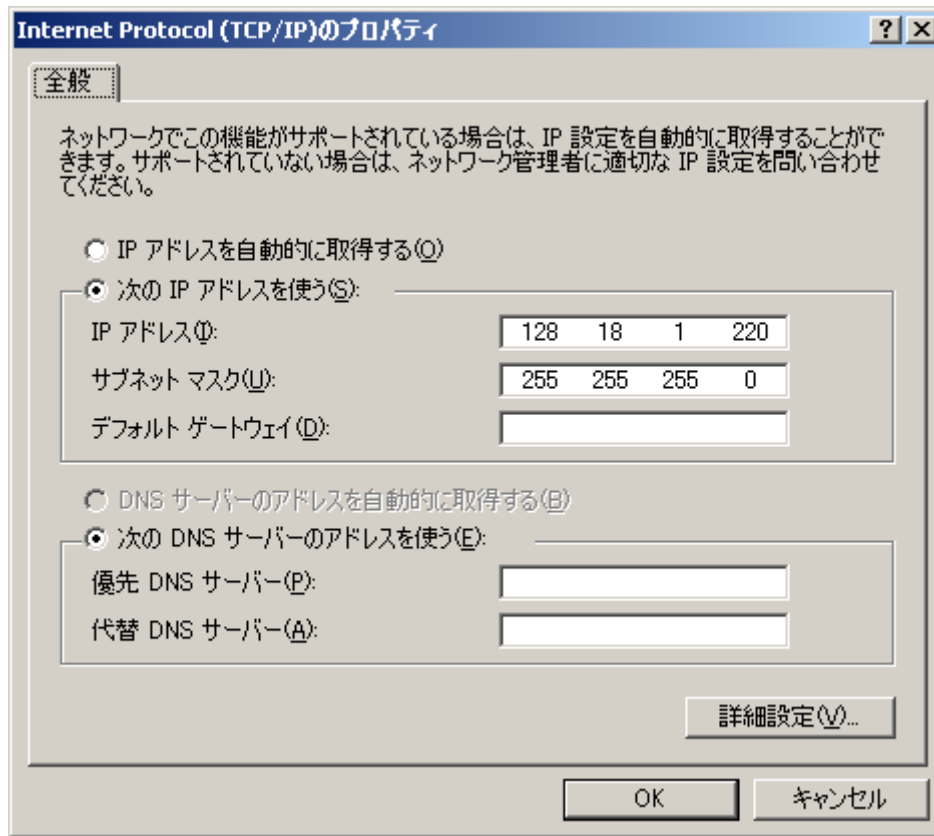 Internet Protocol (TCP/IP)のプロパティ
全般
ネットワークでこの機能がサポートされている場合は、IP 設定を自動的に取得することがで
きます。サポートされていない場合は、ネットワーク管理者に適切な IP 設定を問い合わせ
てください。
IP アドレスを自動的に取得する(O)
次の IP アドレスを使う(S):
IP アドレス(I): 128 18 1 220
サブネット マスク(U): 255 255 255 0
デフォルト ゲートウェイ(D):
DNS サーバーのアドレスを自動的に取得する(B)
次の DNS サーバーのアドレスを使う(E):
優先 DNS サーバー(P):
代替 DNS サーバー(A):
詳細設定(V)...
OK キャンセル